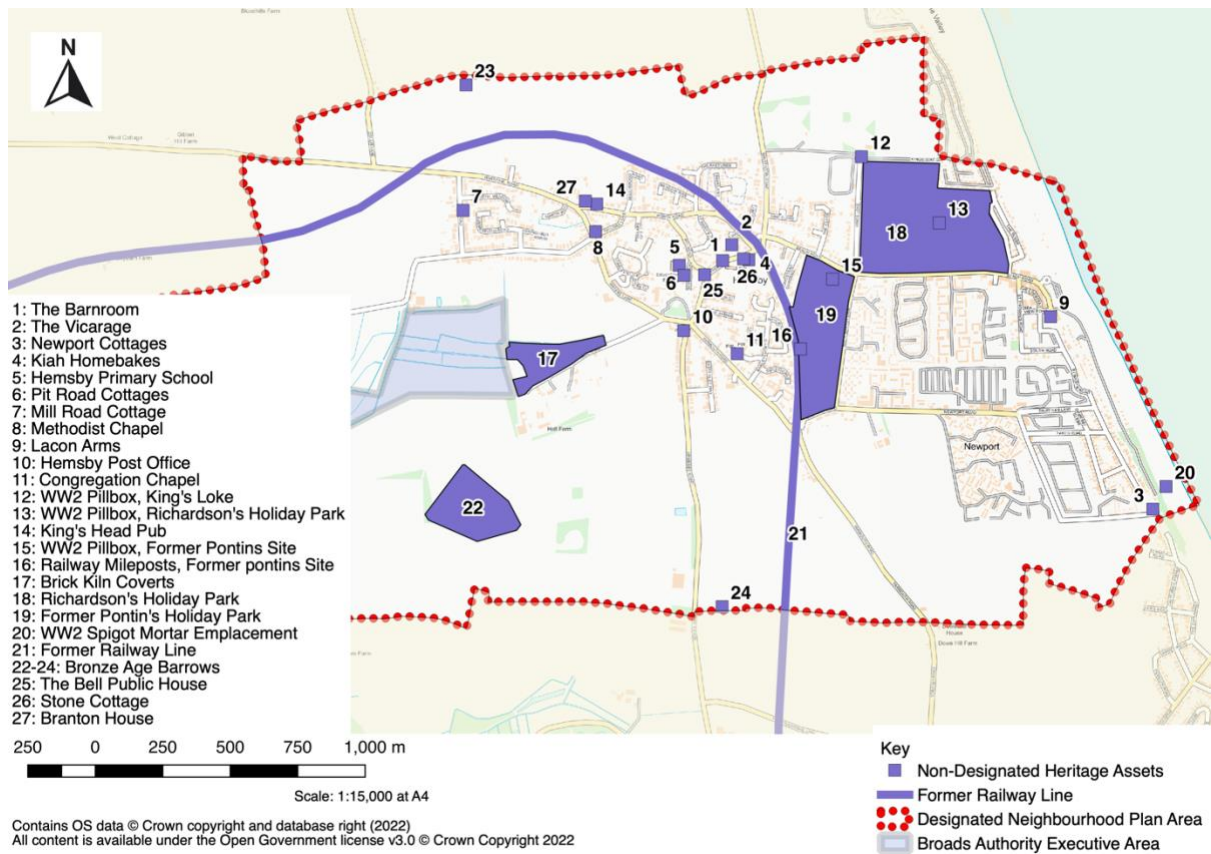 N
23
12
27
14
7
13
2
18
8
5
1
15
4
26
6
25
9
19
10
16
11
17
Newport
20
22
3
21
24
1: The Barnroom
2: The Vicarage
3: Newport Cottages
4: Kiah Homebakes
5: Hemsby Primary School
6: Pit Road Cottages
7: Mill Road Cottage
8: Methodist Chapel
9: Lacon Arms
10: Hemsby Post Office
11: Congregation Chapel
12: WW2 Pillbox, King's Loke
13: WW2 Pillbox, Richardson's Holiday Park
14: King's Head Pub
15: WW2 Pillbox, Former Pontins Site
16: Railway Mileposts, Former pontins Site
17: Brick Kiln Coverts
18: Richardson's Holiday Park
19: Former Pontin's Holiday Park
20: WW2 Spigot Mortar Emplacement
21: Former Railway Line
22-24: Bronze Age Barrows
25: The Bell Public House
26: Stone Cottage
27: Branton House
250 0 250 500 750 1,000 m
Scale: 1:15,000 at A4
Contains OS data © Crown copyright and database right (2022)
All content is available under the Open Government license v3.0 © Crown Copyright 2022
Key
Non-Designated Heritage Assets
Former Railway Line
Designated Neighbourhood Plan Area
Broads Authority Executive Area